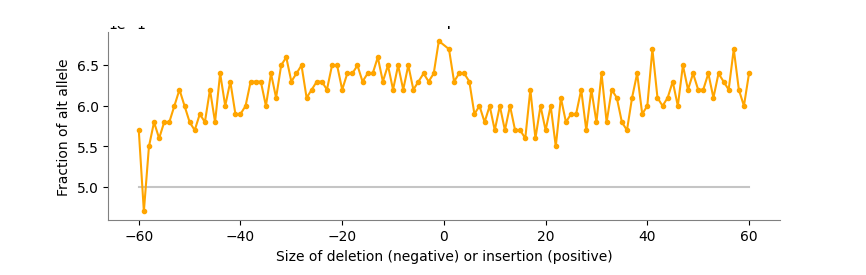 6.5
6.0
5.5
5.0
Fraction of alt allele
−60 −40 −20 0 20 40 60
Size of deletion (negative) or insertion (positive)